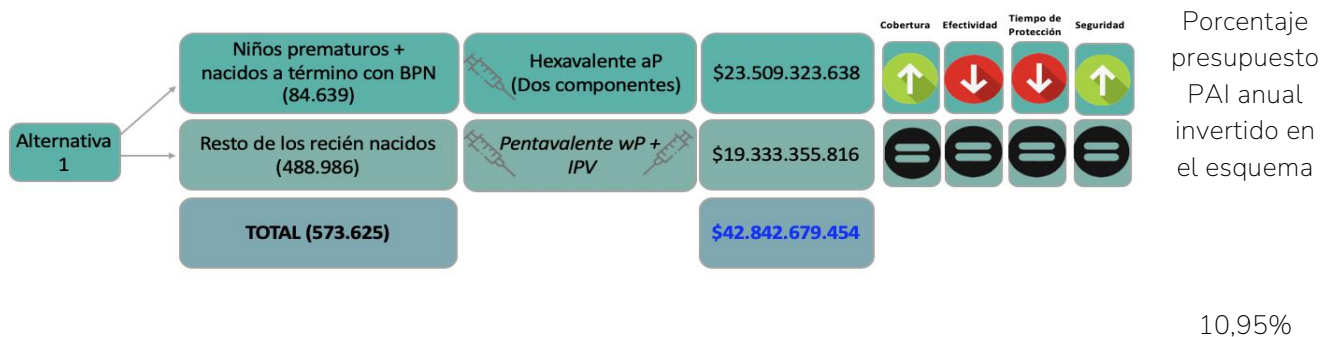 Cobertura
Efectividad
Tiempo de
Protección
Seguridad
Porcentaje
presupuesto
PAI anual
invertido en
el esquema
Alternativa
1
Niños prematuros +
nacidos a término con BPN
(84.639)
Hexavalente aP
(Dos componentes)
$23.509.323.638
Resto de los recién nacidos
(488.986)
Pentavalente wP +
IPV
$19.333.355.816
TOTAL (573.625)
$42.842.679.454
10,95%